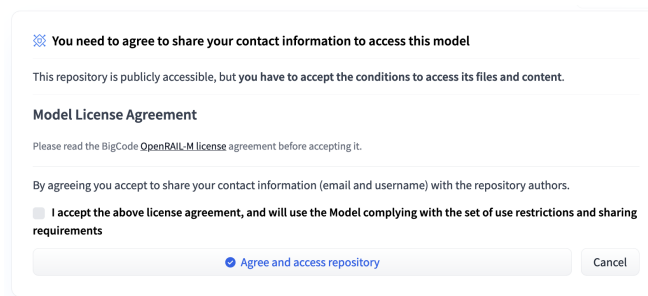 You need to agree to share your contact information to access this model
This repository is publicly accessible, but you have to accept the conditions to access its files and content.
Model License Agreement
Please read the BigCode OpenRAIL-M license agreement before accepting it.
By agreeing you accept to share your contact information (email and username) with the repository authors.
I accept the above license agreement, and will use the Model complying with the set of use restrictions and sharing
requirements
Agree and access repository
Cancel